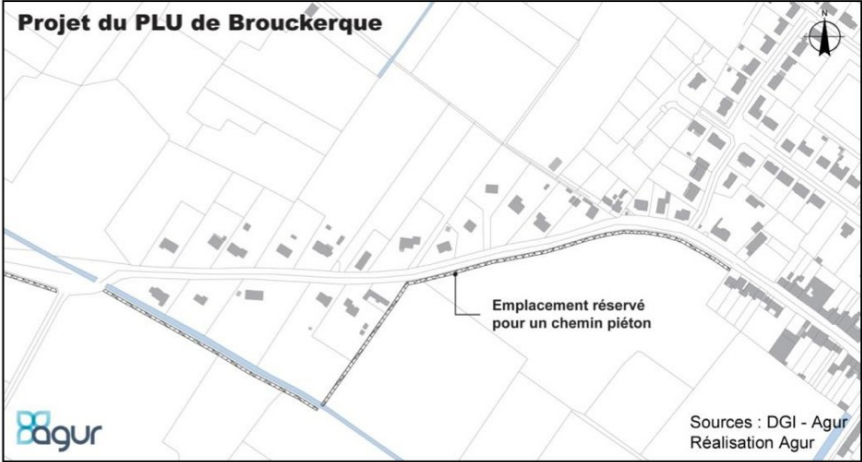 Projet du PLU de Brouckerque
N
Emplacement réservé
pour un chemin piéton
agur
Sources : DGI - Agur
Réalisation Agur